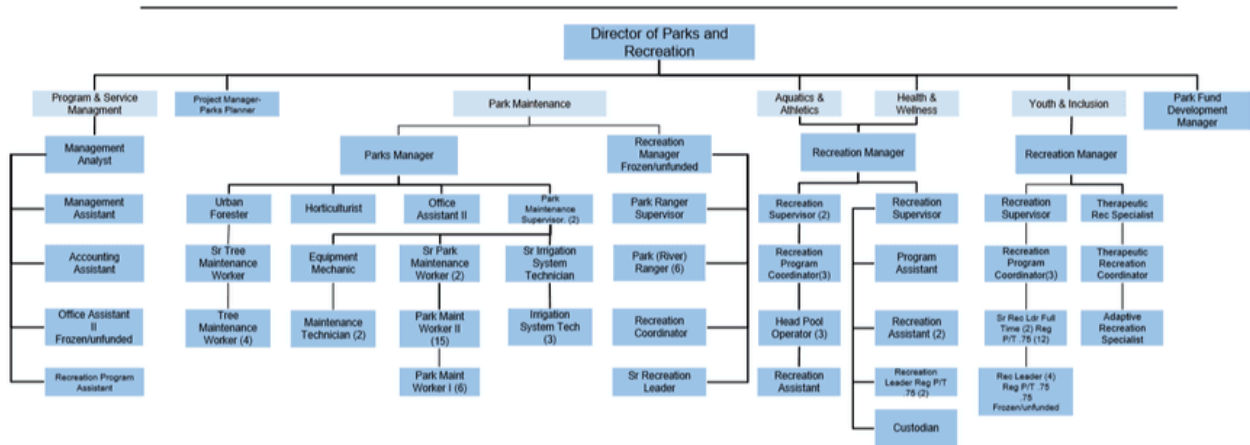 Director of Parks and
Recreation
Program & Service
Managment
Project Manager-
Parks Planner
Park Maintenance
Aquatics &
Athletics
Health &
Wellness
Youth & Inclusion
Park Fund
Development
Manager
Management
Analyst
Parks Manager
Recreation
Manager
Frozen/unfunded
Recreation Manager
Recreation Manager
Management
Assistant
Urban
Forester
Horticulturist
Office
Assistant II
Park
Maintenance
Supervisor. (2)
Park Ranger
Supervisor
Recreation
Supervisor (2)
Recreation
Supervisor
Recreation
Supervisor
Therapeutic
Rec Specialist
Accounting
Assistant
Sr Tree
Maintenance
Worker
Equipment
Mechanic
Sr Park
Maintenance
Worker (2)
Sr Irrigation
System
Technician
Park (River)
Ranger (6)
Recreation
Program
Coordinator(3)
Program
Assistant
Recreation
Program
Coordinator(3)
Therapeutic
Recreation
Coordinator
Office Assistant
II
Frozen/unfunded
Tree
Maintenance
Worker (4)
Maintenance
Technician (2)
Park Maint
Worker II
(15)
Irrigation
System Tech
(3)
Recreation
Coordinator
Head Pool
Operator (3)
Recreation
Assistant (2)
Sr Rec Ldr Full
Time (2) Reg
P/T .75 (12)
Adaptive
Recreation
Specialist
Recreation Program
Assistant
Park Maint
Worker I (6)
Sr Recreation
Leader
Recreation
Assistant
Recreation
Leader Reg P/T
.75 (2)
Rec Leader (4)
Reg P/T .75
.75
Frozen/unfunded
Custodian